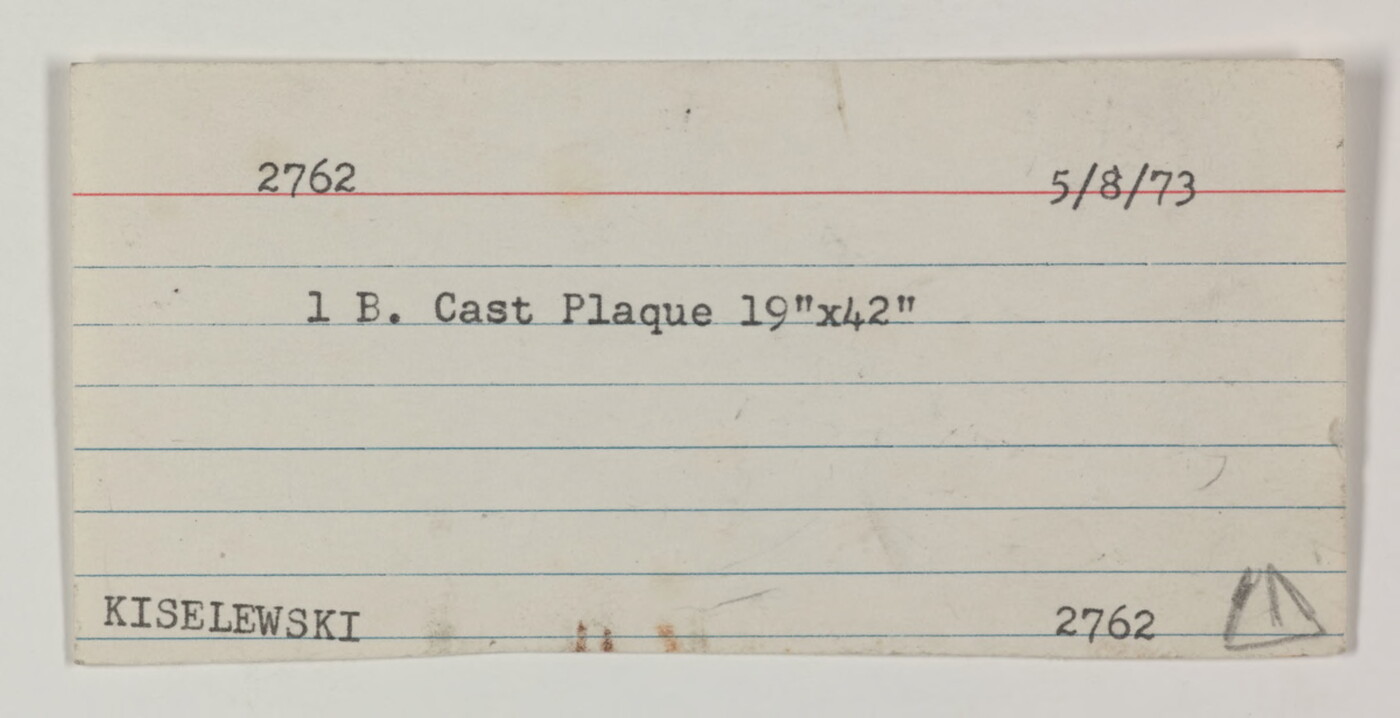 2762 5/8/73
1 B. Cast Plaque 19"x42"
KISELEWSKI 2762